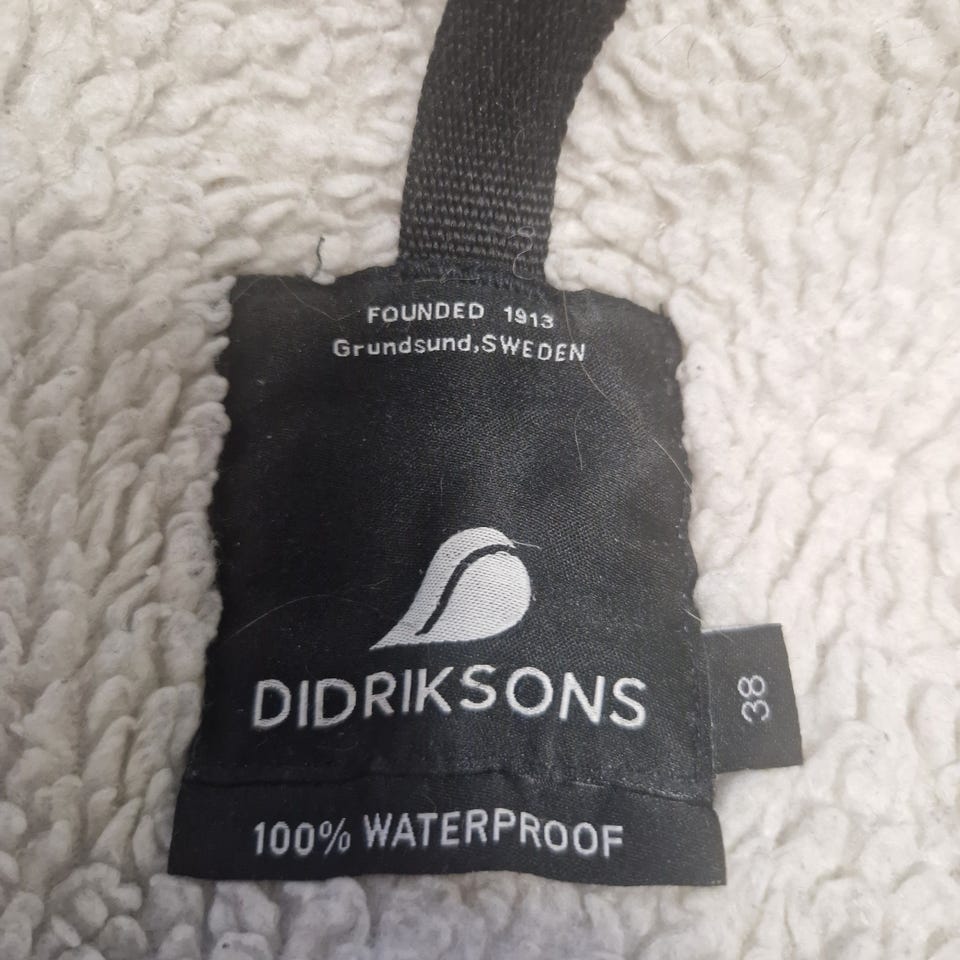 FOUNDED 1913
Grundsund,SWEDEN
DIDRIKSONS
38
100% WATERPROOF